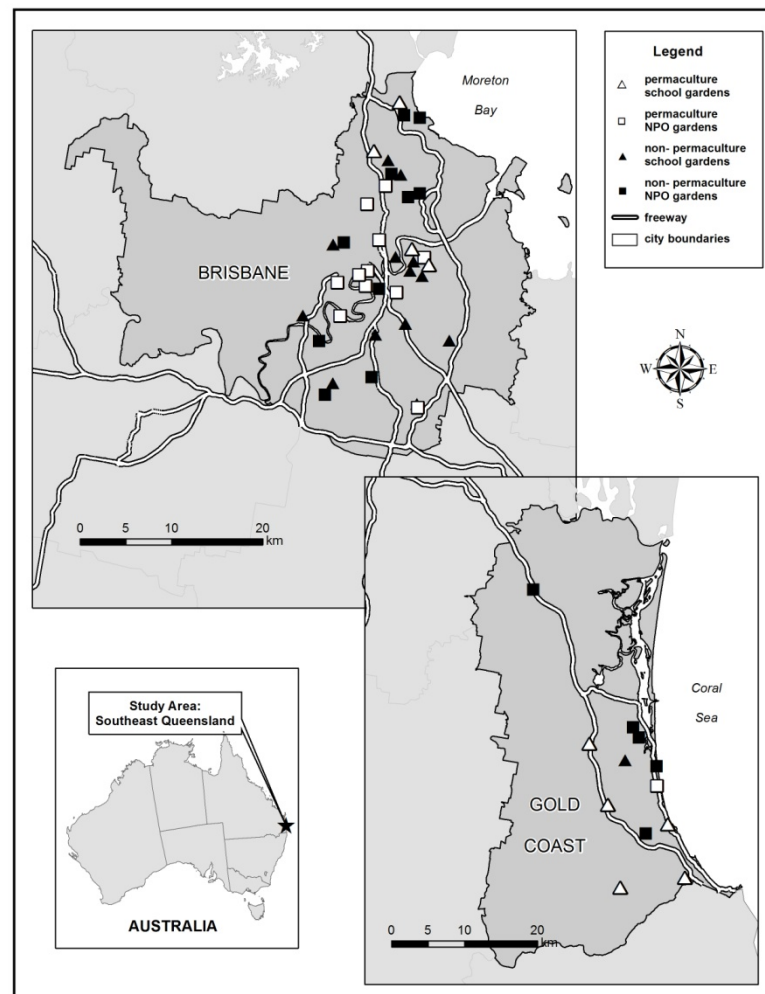 Moreton
Bay
BRISBANE
0 5 10 20
km
Legend
permaculture
school gardens
permaculture
NPO gardens
non- permaculture
school gardens
non- permaculture
NPO gardens
freeway
city boundaries
N
W E
S
Coral
Sea
GOLD
COAST
0 5 10 20
km
Study Area:
Southeast Queensland
AUSTRALIA